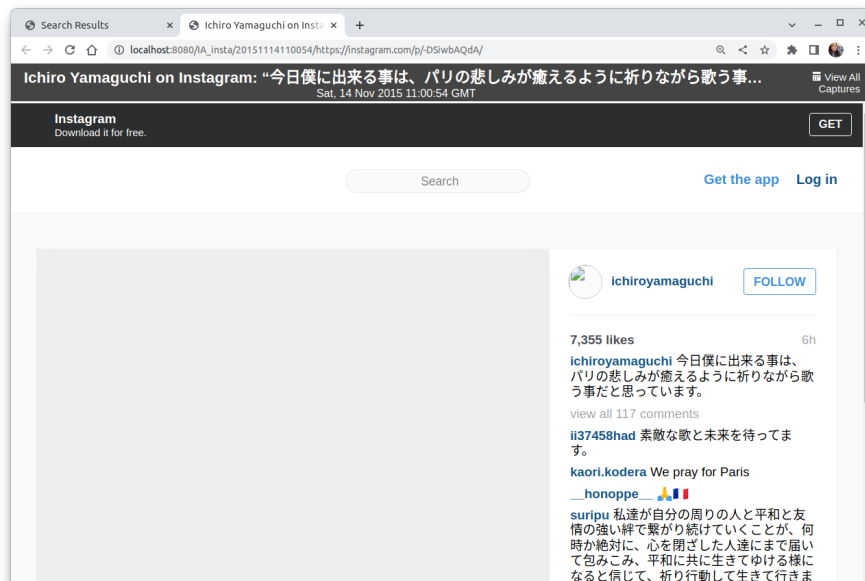 Search Results
Ichiro Yamaguchi on Insta
localhost:8080/IA_insta/20151114110054/https://instagram.com/p/-DSiwbAQdA/
Ichiro Yamaguchi on Instagram: “今日僕に出来る事は、パリの悲しみが癒えるように祈りながら歌う事…
Sat, 14 Nov 2015 11:00:54 GMT
View All
Captures
Instagram
Download it for free.
GET
Search
Get the app
Log in
ichiroyamaguchi
FOLLOW
7,355 likes
6h
ichiroyamaguchi 今日僕に出来る事は、
パリの悲しみが癒えるように祈りながら歌
う事だと思っています。
view all 117 comments
ii37458had 素敵な歌と未来を待ってま
す。
kaori.kodera We pray for Paris
__honoppe__ 🙏🇫🇷
suripu 私達が自分の周りの人と平和と友
情の強い絆で繋がり続けていくことが、何
時か絶対に、心を閉ざした人達にまで届い
て包みこみ、平和に共に生きてゆける様に
なると信じて、祈り行動して生きて行きま